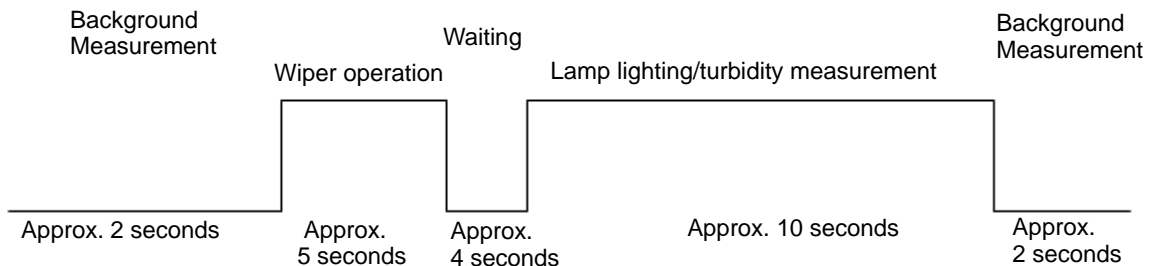 Background
Measurement
Waiting
Background
Measurement
Wiper operation
Lamp lighting/turbidity measurement
Approx. 2 seconds
Approx.
5 seconds
Approx.
4 seconds
Approx. 10 seconds
Approx.
2 seconds